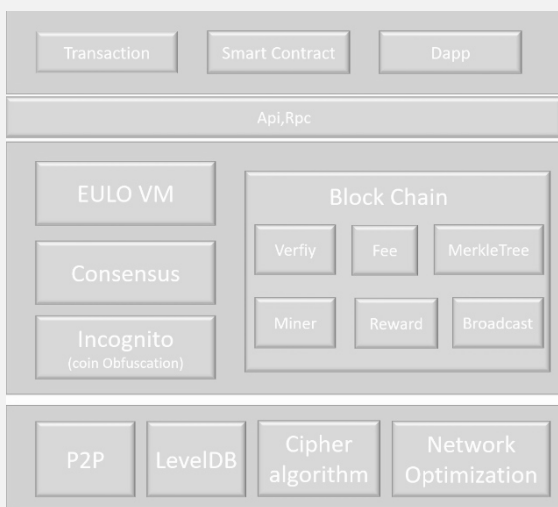 Transaction
Smart Contract
Dapp
Api,Rpc
EULO VM
Consensus
Incognito
(coin Obfuscation)
Block Chain
Verfiy
Fee
MerkleTree
Miner
Reward
Broadcast
P2P
LevelDB
Cipher
algorithm
Network
Optimization